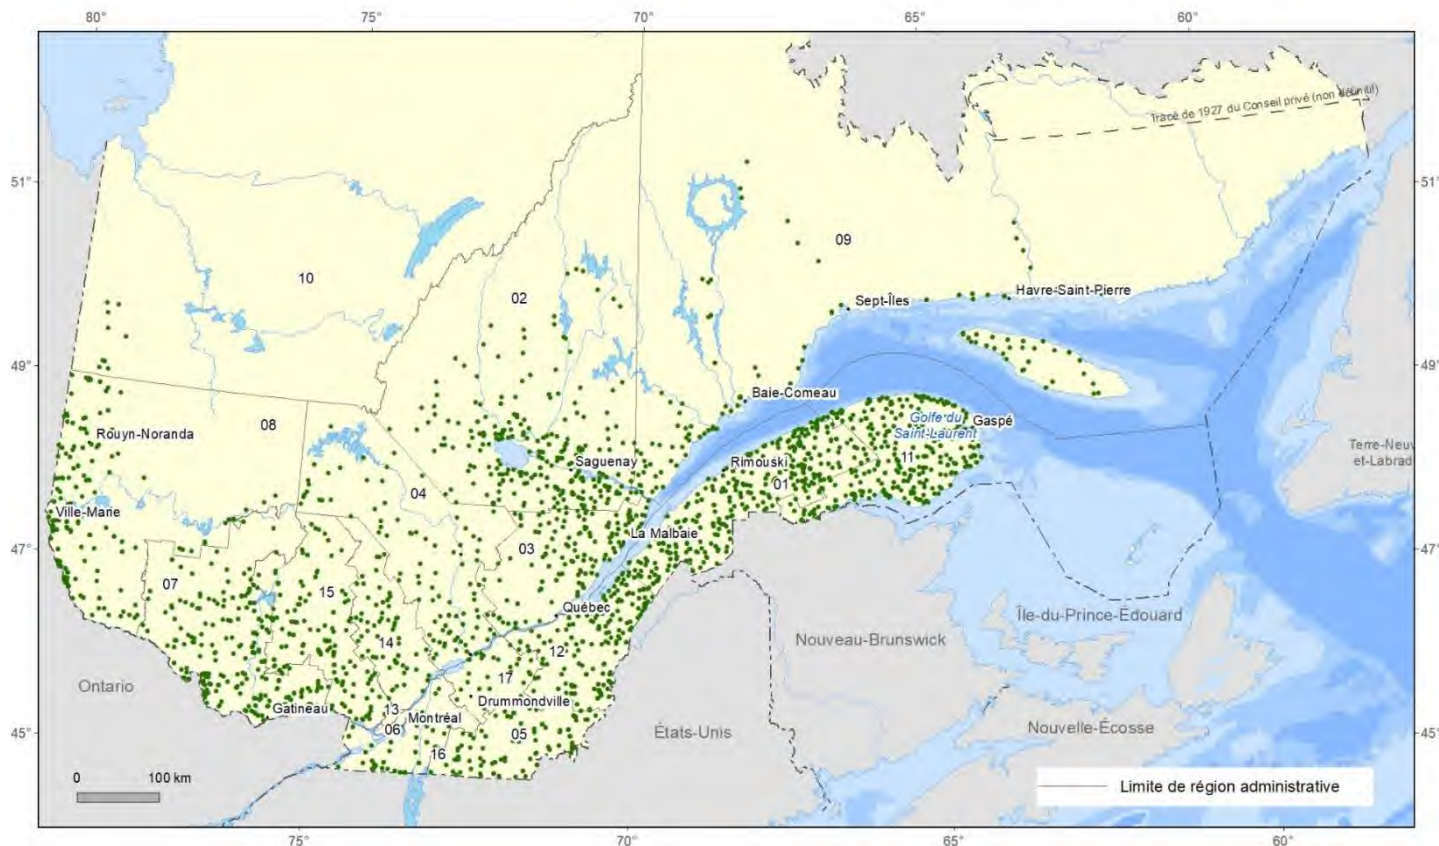 80°
75°
70°
65°
60°
Tracé de 1927 du Conseil privé (non définitif)
51°
51°
09
10
02
Sept-Îles
Havre-Saint-Pierre
49°
49°
Baie-Comeau
08
Rouyn-Noranda
Golfe du
Saint-Laurent
Gaspé
Terre-Neuv
et-Labrad
Saguenay
Rimouski
11
01
04
Ville-Marie
La Malbaie
47°
47°
03
07
15
Québec
Île-du-Prince-Édouard
Nouveau-Brunswick
14
12
17
Ontario
Gatineau
13
Montréal
Drummondville
06
05
États-Unis
Nouvelle-Écosse
45°
45°
16
0
100 km
Limite de région administrative
75°
70°
65°
60°